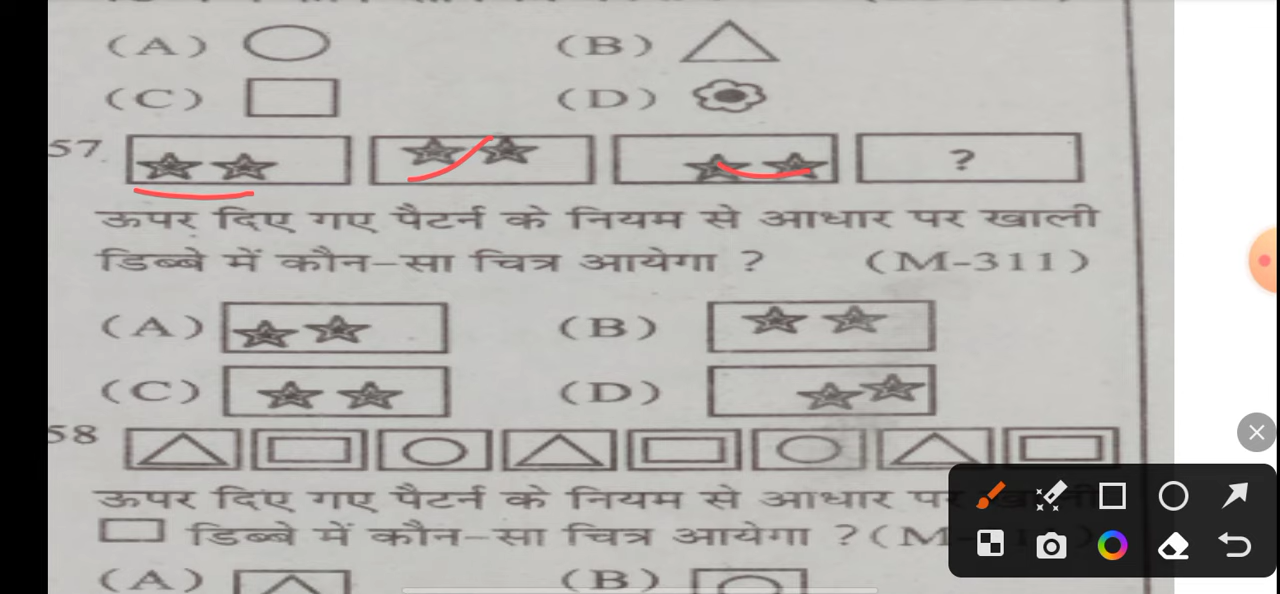 (A) (B)
(C) (D)
57. ?
ऊपर दिए गए पैटर्न के नियम से आधार पर खाली
डिब्बे में कौन-सा चित्र आयेगा ? (M-311)
(A) (B)
(C) (D)
58
ऊपर दिए गए पैटर्न के नियम से आधार पर
डिब्बे में कौन-सा चित्र आयेगा ? (M-
(A) (B)